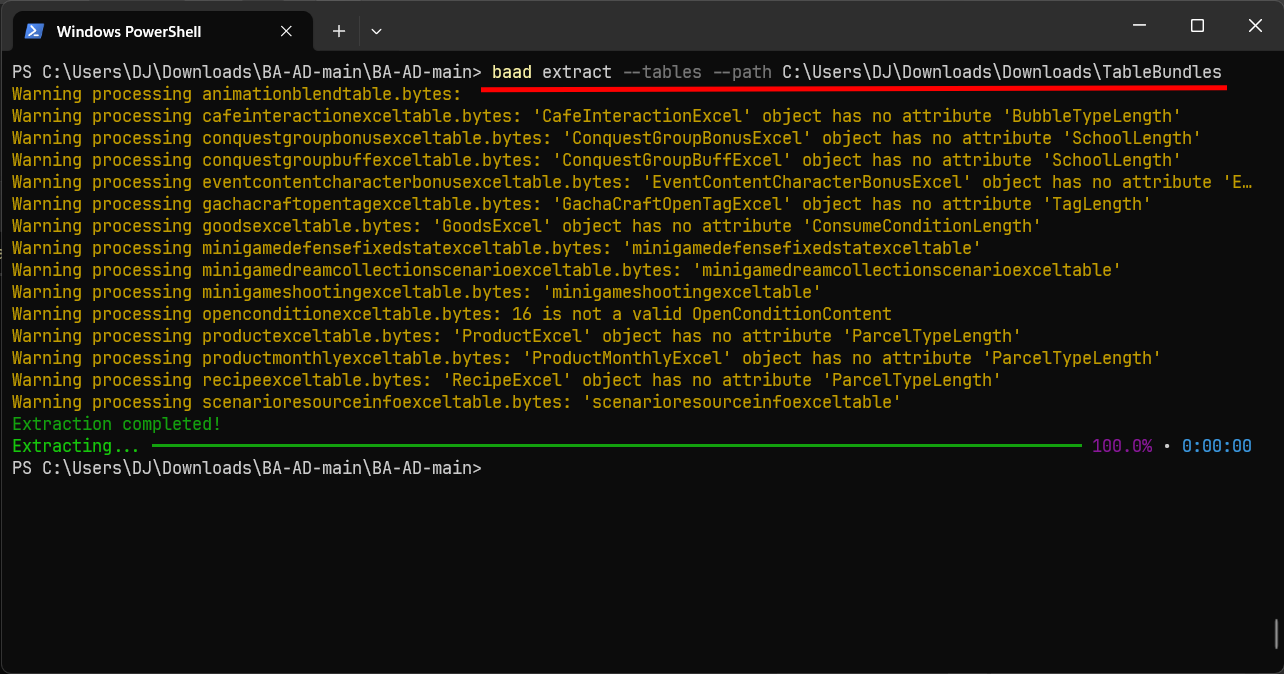 Windows PowerShell
PS C:\Users\DJ\Downloads\BA-AD-main\BA-AD-main> baad extract --tables --path C:\Users\DJ\Downloads\Downloads\TableBundles
Warning processing animationblendtable.bytes:
Warning processing cafeinteractionexceltable.bytes: 'CafeInteractionExcel' object has no attribute 'BubbleTypeLength'
Warning processing conquestgroupbonusexceltable.bytes: 'ConquestGroupBonusExcel' object has no attribute 'SchoolLength'
Warning processing conquestgroupbuffexceltable.bytes: 'ConquestGroupBuffExcel' object has no attribute 'SchoolLength'
Warning processing eventcontentcharacterbonusexceltable.bytes: 'EventContentCharacterBonusExcel' object has no attribute 'E…
Warning processing gachacraftopentagexceltable.bytes: 'GachaCraftOpenTagExcel' object has no attribute 'TagLength'
Warning processing goodsexceltable.bytes: 'GoodsExcel' object has no attribute 'ConsumeConditionLength'
Warning processing minigamedefensefixedstatexceltable.bytes: 'minigamedefensefixedstatexceltable'
Warning processing minigamedreamcollectionscenarioexceltable.bytes: 'minigamedreamcollectionscenarioexceltable'
Warning processing minigameshootingexceltable.bytes: 'minigameshootingexceltable'
Warning processing openconditionexceltable.bytes: 16 is not a valid OpenConditionContent
Warning processing productexceltable.bytes: 'ProductExcel' object has no attribute 'ParcelTypeLength'
Warning processing productmonthlyexceltable.bytes: 'ProductMonthlyExcel' object has no attribute 'ParcelTypeLength'
Warning processing recipeexceltable.bytes: 'RecipeExcel' object has no attribute 'ParcelTypeLength'
Warning processing scenarioresourceinfoexceltable.bytes: 'scenarioresourceinfoexceltable'
Extraction completed!
Extracting... 100.0% • 0:00:00
PS C:\Users\DJ\Downloads\BA-AD-main\BA-AD-main>